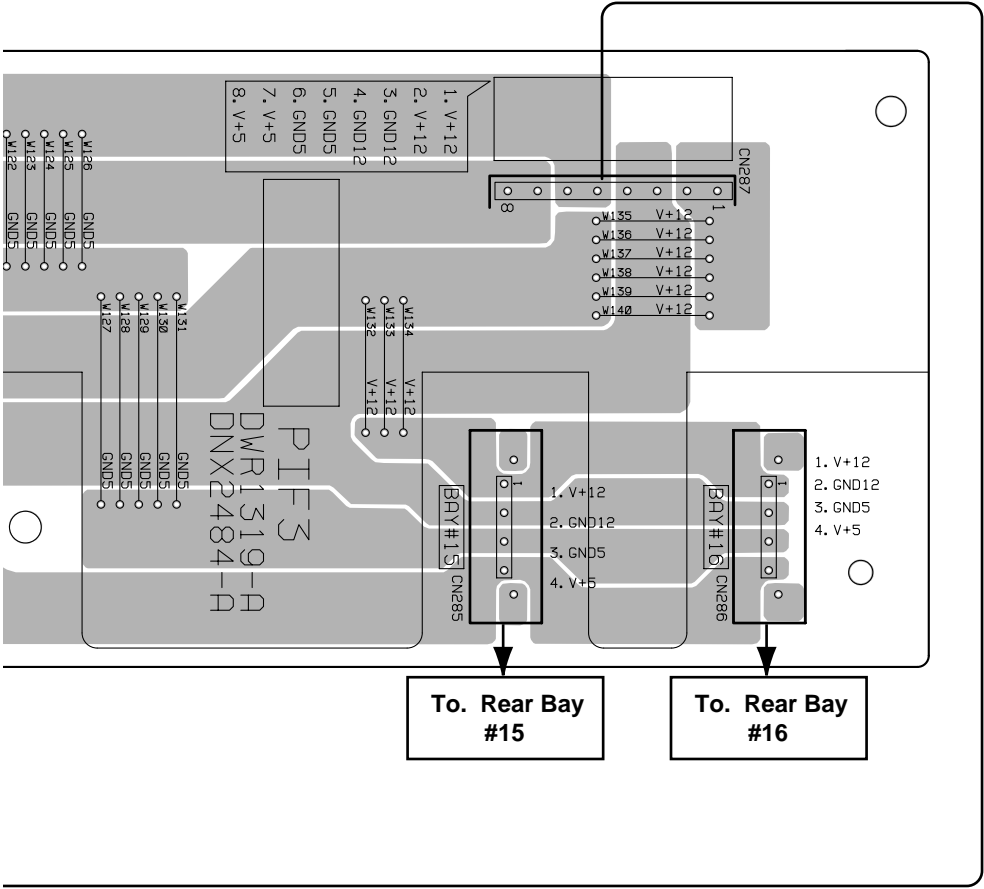 1. V+12
2. V+12
3. GND12
4. GND12
5. GND5
6. GND5
7. V+5
8. V+5
CN287
8
1
W122 GND5
W123 GND5
W124 GND5
W125 GND5
W126 GND5
W135 V+12
W136 V+12
W137 V+12
W138 V+12
W139 V+12
W140 V+12
W127 GND5
W128 GND5
W129 GND5
W130 GND5
W131 GND5
W132 V+12
W133 V+12
W134 V+12
PIF3
DWR1319-A
DNX2484-A
BAY#15
CN285
1
1. V+12
2. GND12
3. GND5
4. V+5
BAY#16
CN286
1
1. V+12
2. GND12
3. GND5
4. V+5
To. Rear Bay
#15
To. Rear Bay
#16